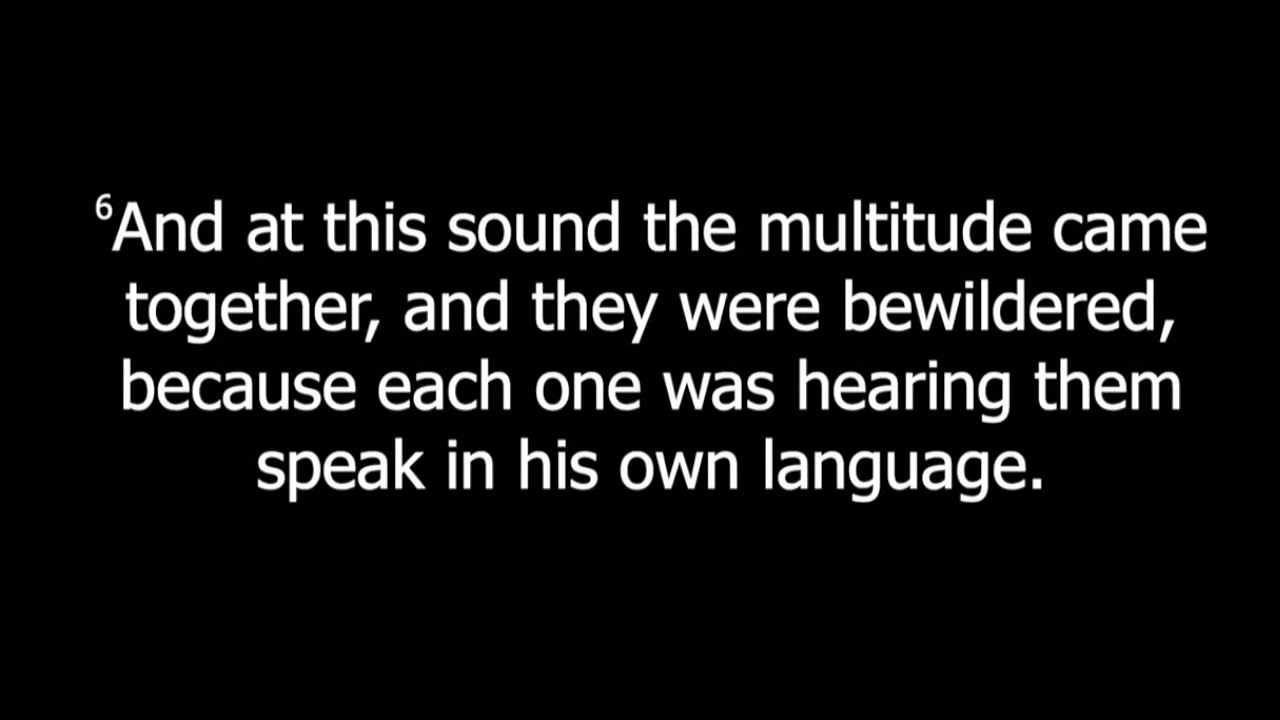 ⁶And at this sound the multitude came
together, and they were bewildered,
because each one was hearing them
speak in his own language.